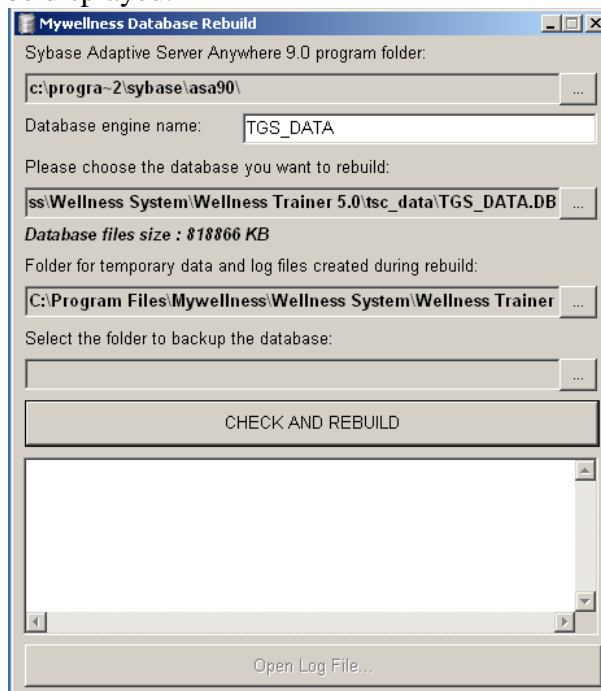 Mywellness Database Rebuild
Sybase Adaptive Server Anywhere 9.0 program folder:
c:\progra~2\sybase\asa90\ ...
Database engine name: TGS_DATA
Please choose the database you want to rebuild:
ss\Wellness System\Wellness Trainer 5.0\tsc_data\TGS_DATA.DB ...
Database files size : 818866 KB
Folder for temporary data and log files created during rebuild:
C:\Program Files\Mywellness\Wellness System\Wellness Trainer ...
Select the folder to backup the database:
...
CHECK AND REBUILD
Open Log File...